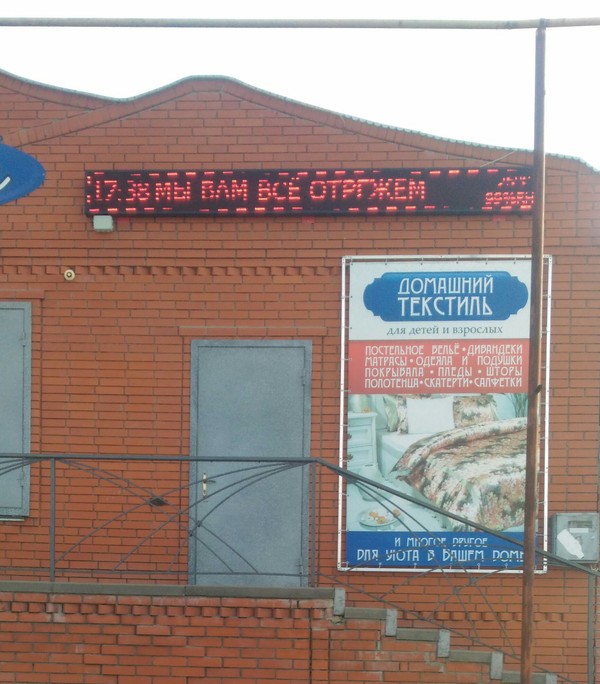 17:38 МЫ ВАМ ВСЁ ОТРЖЕМ
ДОМАШНИЙ
ТЕКСТИЛЬ
для детей и взрослых
ПОСТЕЛЬНОЕ БЕЛЬЁ • ДИВАНДЕКИ
МАТРАСЫ • ОДЕЯЛА И ПОДУШКИ
ПОКРЫВАЛА • ПЛЕДЫ • ШТОРЫ
ПОЛОТЕНЦА • СКАТЕРТИ • САЛФЕТКИ
И МНОГОЕ ДРУГОЕ
ДЛЯ УЮТА В ВАШЕМ ДОМЕ